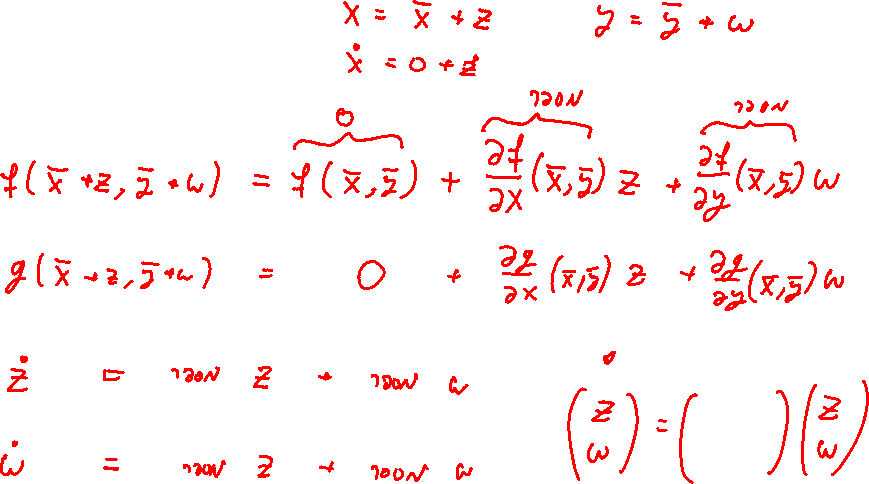 x = x̄ + z    y = ȳ + w
ẋ = 0 + ż
0    מספר    מספר
f(x̄+z, ȳ+w) = f(x̄,ȳ) + ∂f/∂x (x̄,ȳ) z + ∂f/∂y (x̄,ȳ) w
g(x̄+z, ȳ+w) = 0 + ∂g/∂x (x̄,ȳ) z + ∂g/∂y (x̄,ȳ) w
ż = מספר z + מספר w
ẇ = מספר z + מספר w    (z w)˙ = (    ) (z w)